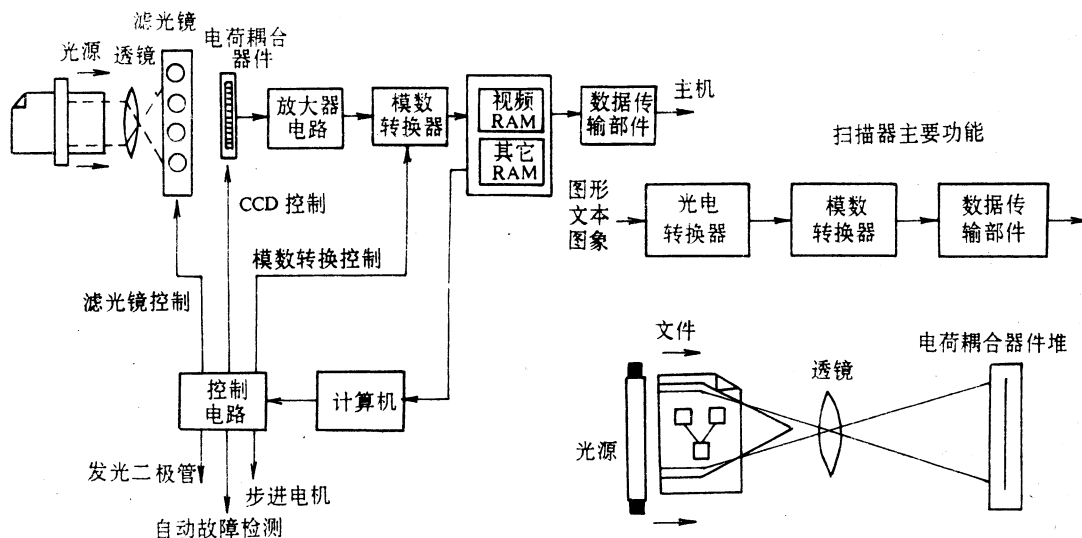 滤光镜
光源
透镜
电荷耦台
器件
放大器
电路
模数
转换器
视频
RAM
其它
RAM
数据传
输部件
主机
CCD 控制
模数转换控制
滤光镜控制
控制
电路
计算机
发光二极管
步进电机
自动故障检测
扫描器主要功能
图形
文本
图象
光电
转换器
模数
转换器
数据传
输部件
文件
透镜
电荷耦合器件堆
光源